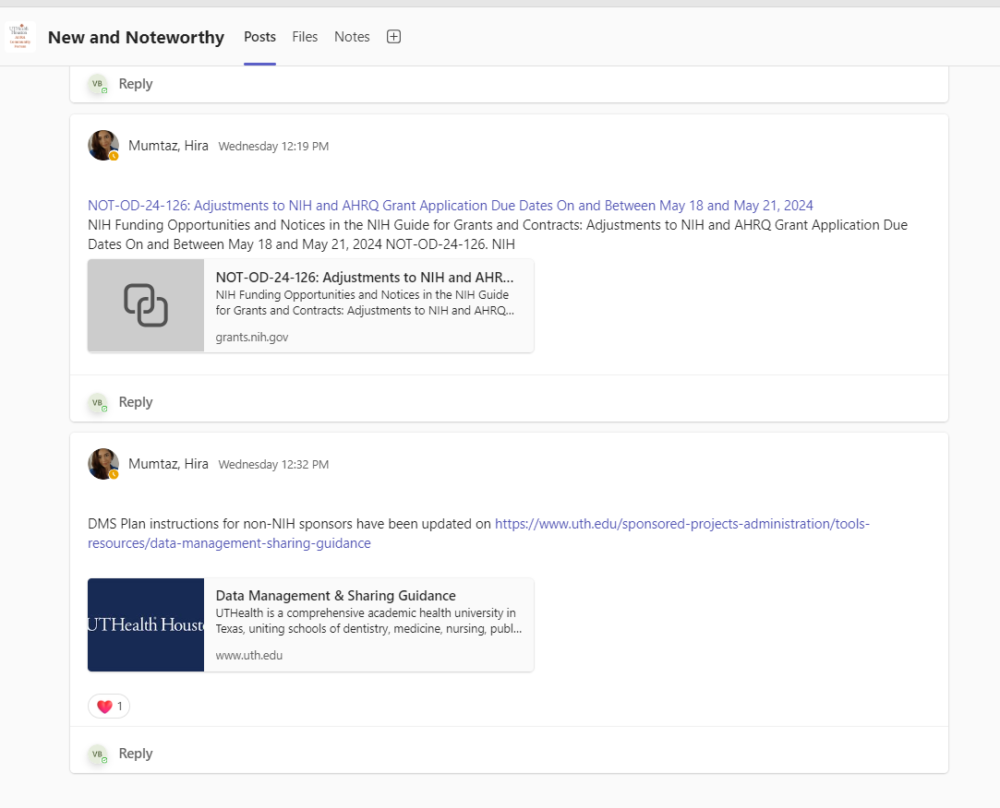 New and Noteworthy Posts Files Notes
VB Reply
Mumtaz, Hira Wednesday 12:19 PM
NOT-OD-24-126: Adjustments to NIH and AHRQ Grant Application Due Dates On and Between May 18 and May 21, 2024
NIH Funding Opportunities and Notices in the NIH Guide for Grants and Contracts: Adjustments to NIH and AHRQ Grant Application Due
Dates On and Between May 18 and May 21, 2024 NOT-OD-24-126. NIH
NOT-OD-24-126: Adjustments to NIH and AHR...
NIH Funding Opportunities and Notices in the NIH Guide
for Grants and Contracts: Adjustments to NIH and AHRQ...
grants.nih.gov
VB Reply
Mumtaz, Hira Wednesday 12:32 PM
DMS Plan instructions for non-NIH sponsors have been updated on https://www.uth.edu/sponsored-projects-administration/tools-
resources/data-management-sharing-guidance
UTHealth Houst
Data Management & Sharing Guidance
UTHealth is a comprehensive academic health university in
Texas, uniting schools of dentistry, medicine, nursing, publ...
www.uth.edu
1
VB Reply